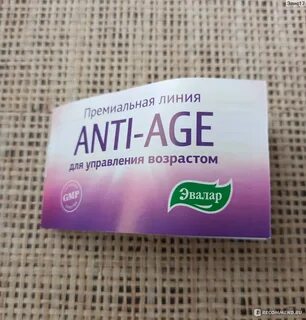 Премиальная линия
ANTI-AGE
для управления возрастом
GMP
Эвалар